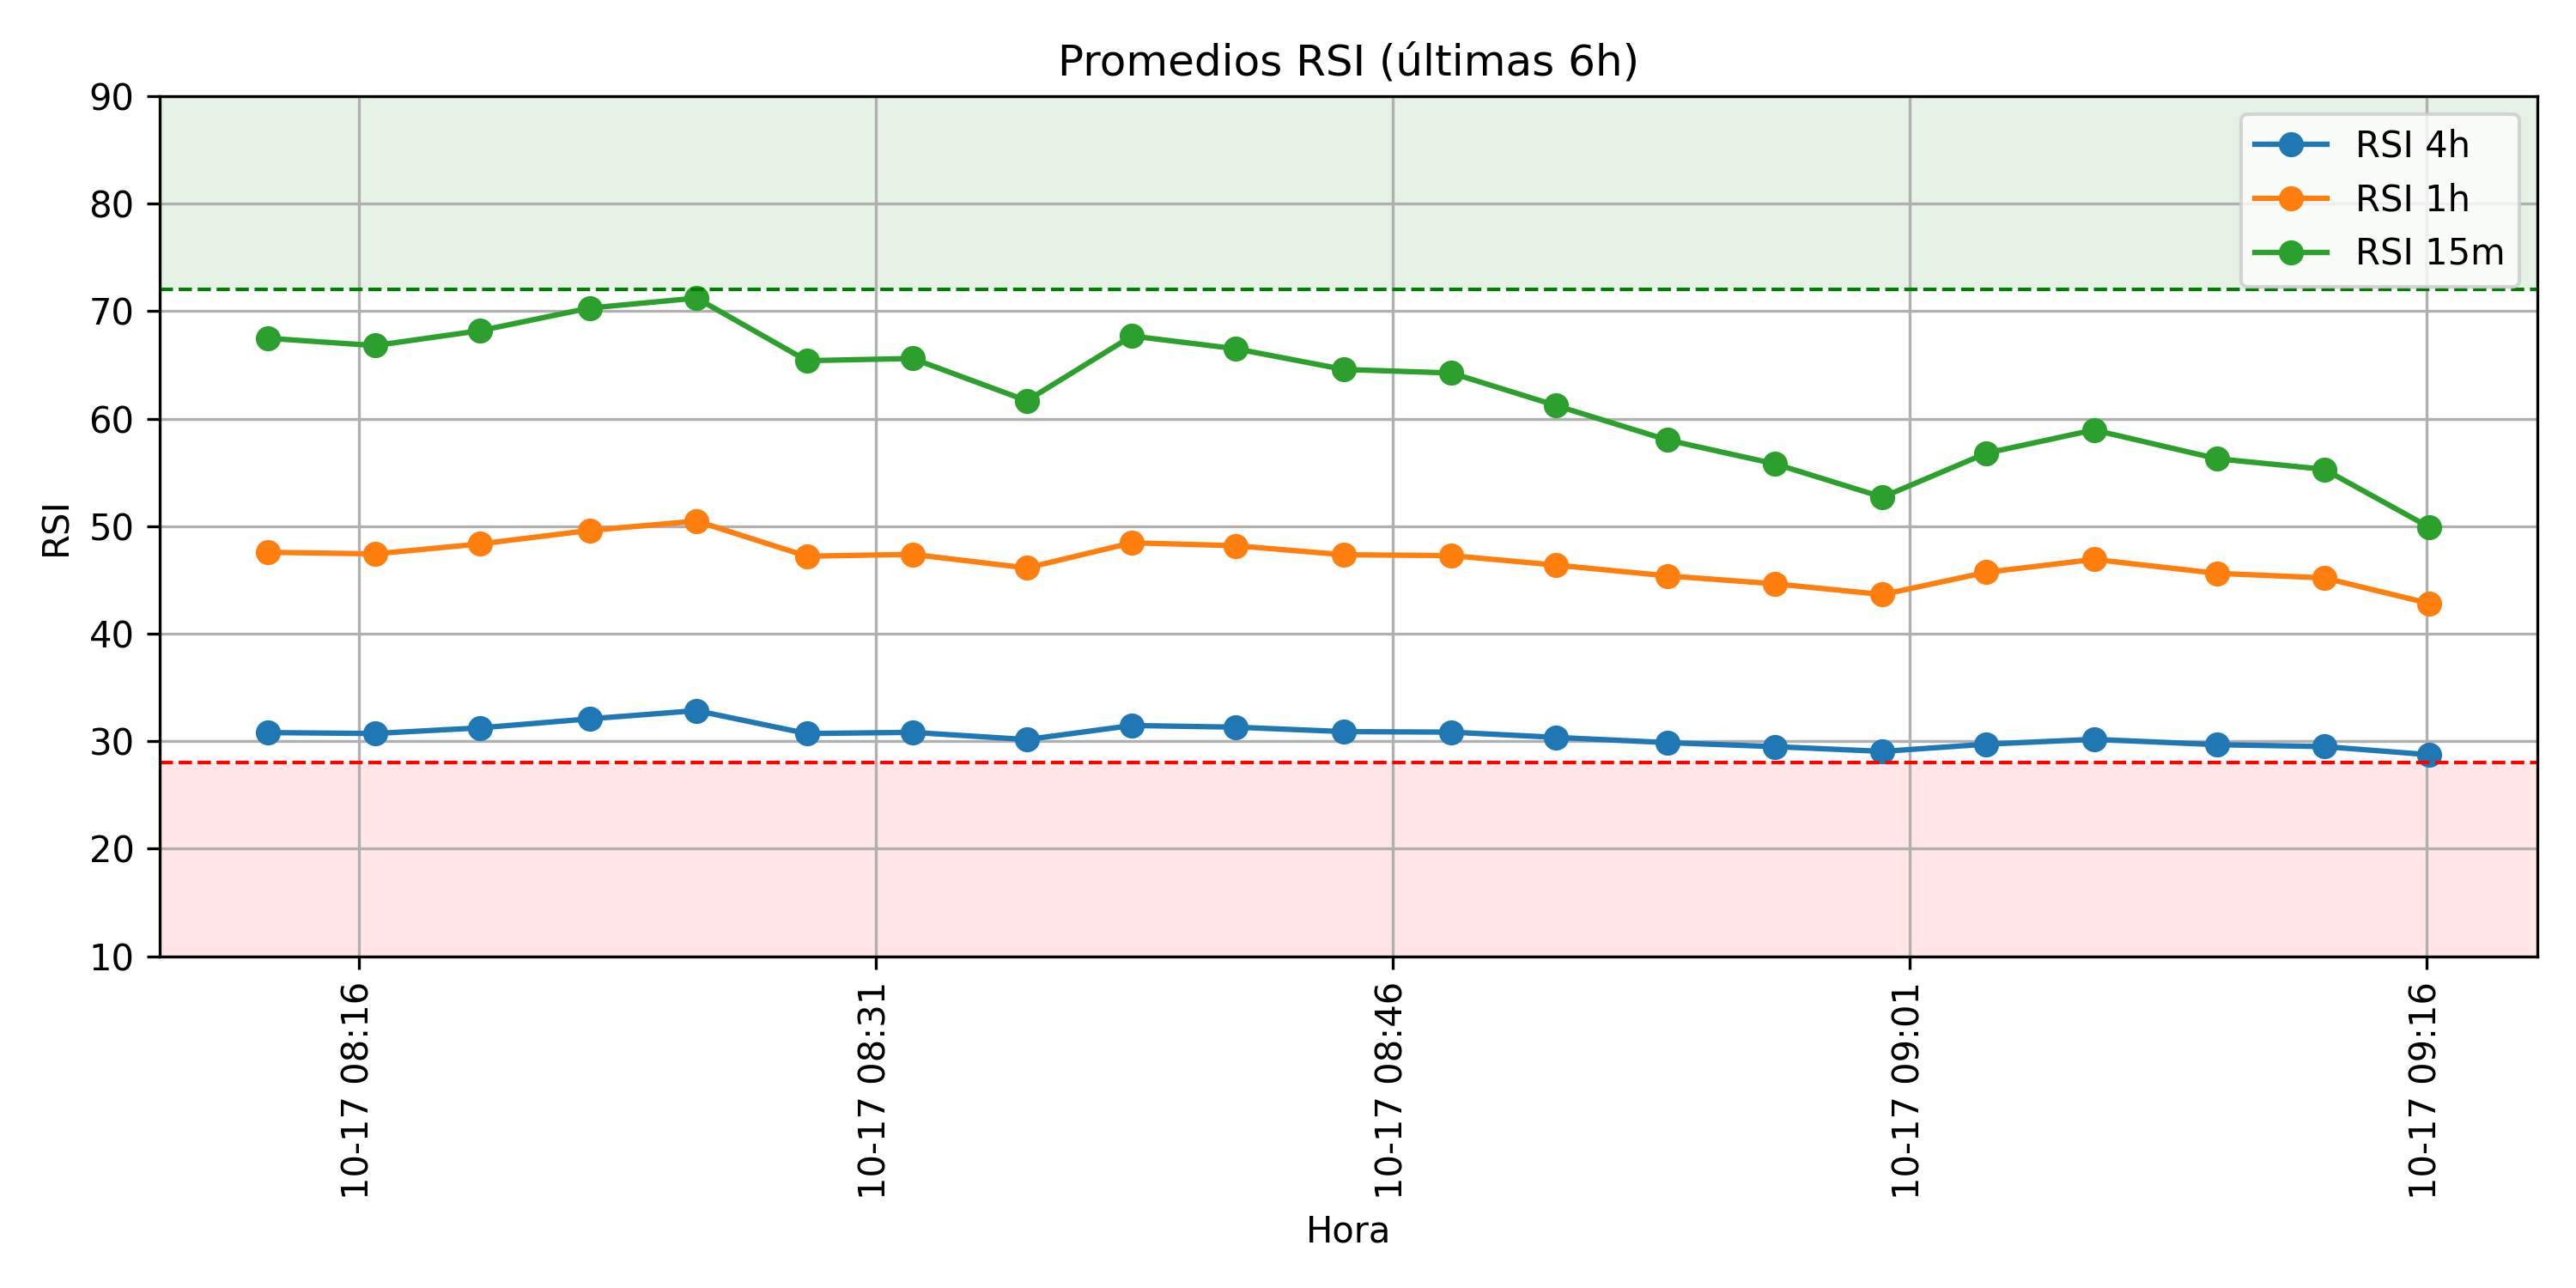 Promedios RSI (últimas 6h)
90
80
70
60
50
40
30
20
10
RSI
RSI 4h
RSI 1h
RSI 15m
10-17 08:16
10-17 08:31
10-17 08:46
10-17 09:01
10-17 09:16
Hora